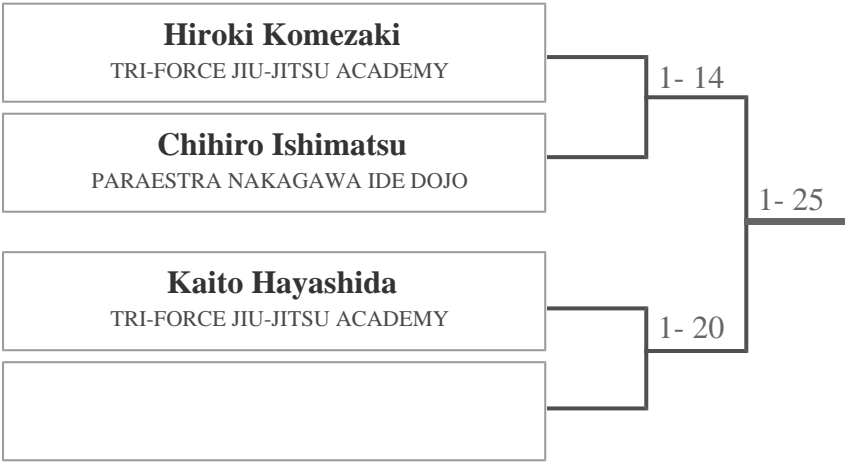 Hiroki Komezaki
TRI-FORCE JIU-JITSU ACADEMY
1- 14
Chihiro Ishimatsu
PARAESTRA NAKAGAWA IDE DOJO
1- 25
Kaito Hayashida
TRI-FORCE JIU-JITSU ACADEMY
1- 20